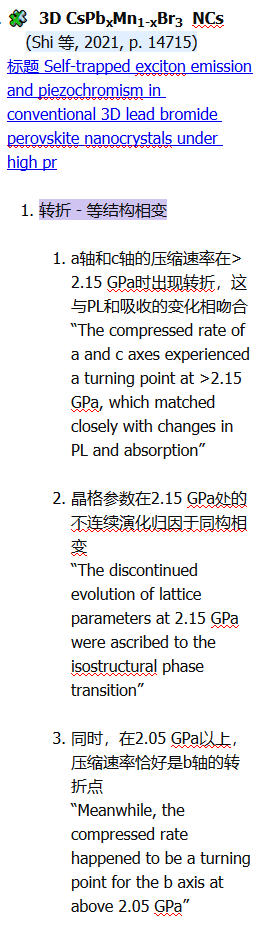 3D CsPbxMn1-xBr3 NCs
(Shi 等, 2021, p. 14715)
标题 Self-trapped exciton emission
and piezochromism in
conventional 3D lead bromide
perovskite nanocrystals under
high pr
1. 转折 - 等结构相变
1. a轴和c轴的压缩速率在>
2.15 GPa时出现转折，这
与PL和吸收的变化相吻合
“The compressed rate of
a and c axes experienced
a turning point at >2.15
GPa, which matched
closely with changes in
PL and absorption”
2. 晶格参数在2.15 GPa处的
不连续演化归因于同构相
变
“The discontinued
evolution of lattice
parameters at 2.15 GPa
were ascribed to the
isostructural phase
transition”
3. 同时，在2.05 GPa以上，
压缩速率恰好是b轴的转
折点
“Meanwhile, the
compressed rate
happened to be a turning
point for the b axis at
above 2.05 GPa”